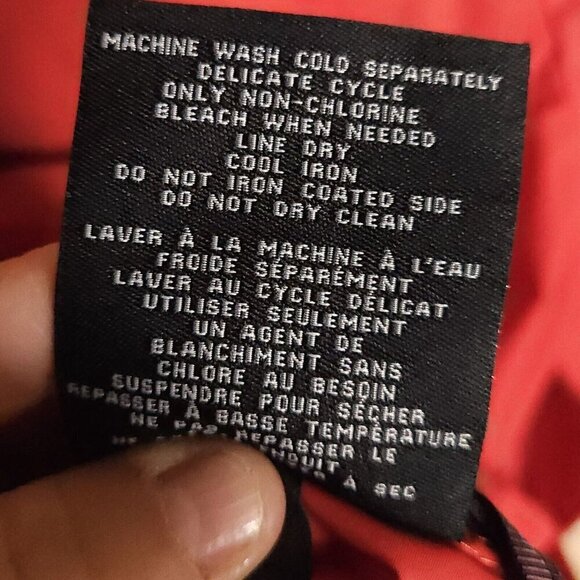 MACHINE WASH COLD SEPARATELY
DELICATE CYCLE
ONLY NON-CHLORINE
BLEACH WHEN NEEDED
LINE DRY
COOL IRON
DO NOT IRON COATED SIDE
DO NOT DRY CLEAN
LAVER À LA MACHINE À L'EAU
FROIDE SÉPARÉMENT
LAVER AU CYCLE DÉLICAT
UTILISER SEULEMENT
UN AGENT DE
BLANCHIMENT SANS
CHLORE AU BESOIN
SUSPENDRE POUR SÉCHER
REPASSER À BASSE TEMPÉRATURE
NE PAS REPASSER LE
À SEC